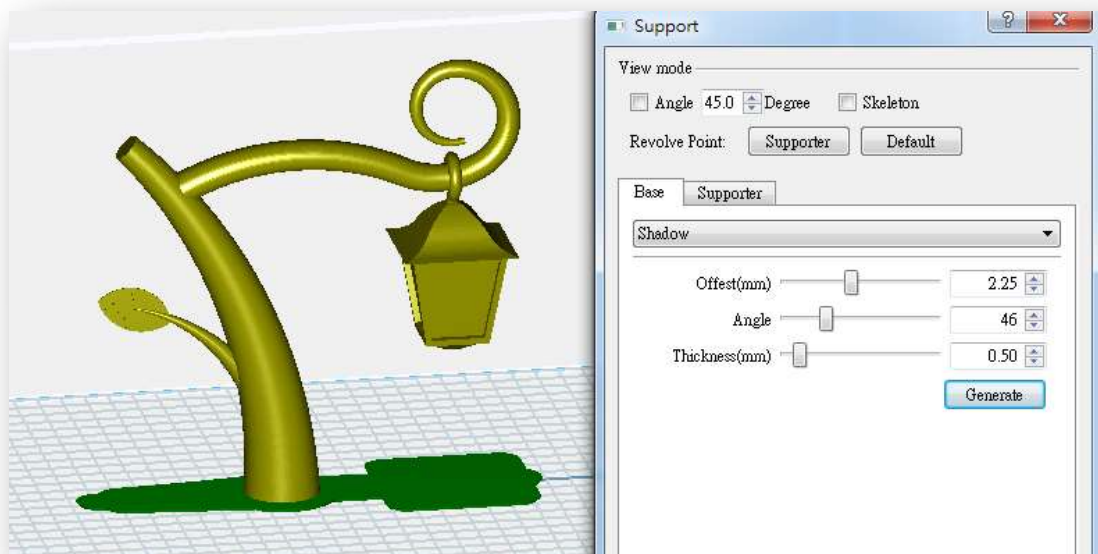 Support
View mode
Angle 45.0 Degree Skeleton
Revolve Point: Supporter Default
Base Supporter
Shadow
Offest(mm) 2.25
Angle 46
Thickness(mm) 0.50
Generate